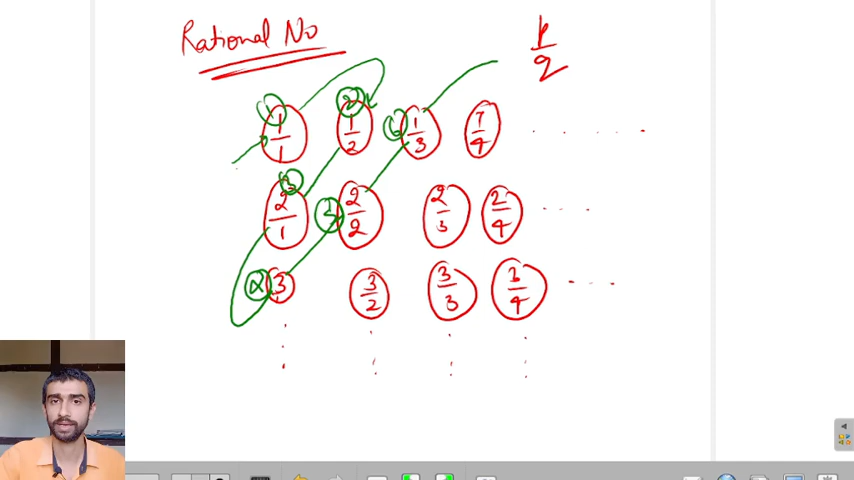 Rational No
p/q
1 2
1/1 1/2 1/3 1/4 . . . . .
3
2/1 2/2 2/3 2/4 . . .
3 3/2 3/3 3/4 . . .